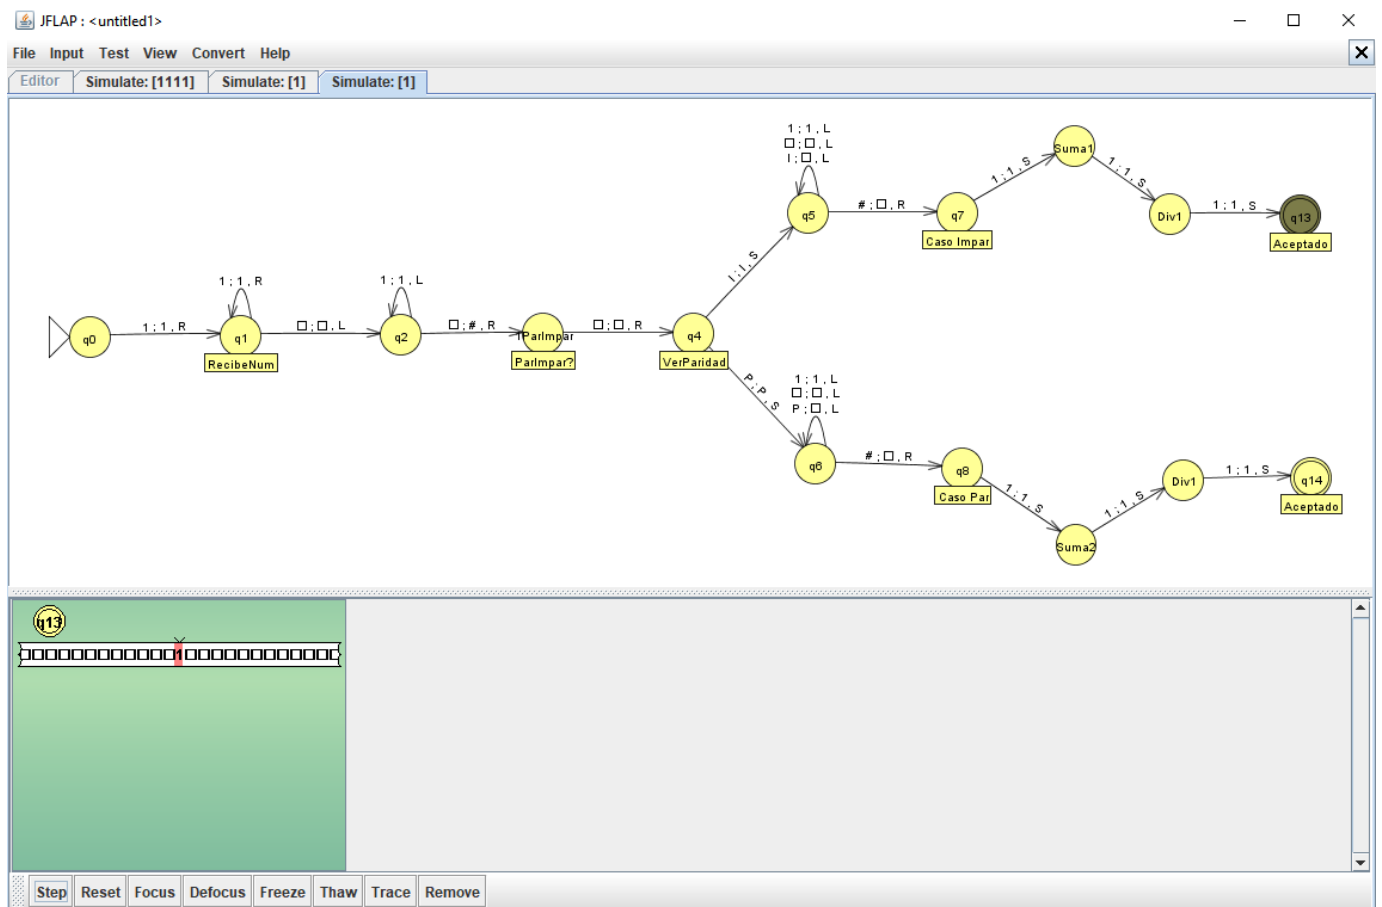 JFLAP : <untitled1>
File Input Test View Convert Help
Editor Simulate: [1111] Simulate: [1] Simulate: [1]
1 ; 1 , L
□ ; □ , L
I ; □ , L
q5
# ; □ , R
q7
Caso Impar
1 ; 1 , S
Suma1
1 ; 1 , S
Div1
1 ; 1 , S
q13
Aceptado
I ; I , S
q0
1 ; 1 , R
1 ; 1 , R
q1
RecibeNum
□ ; □ , L
1 ; 1 , L
q2
□ ; # , R
ParImpar
ParImpar?
□ ; □ , R
q4
VerParidad
P ; P , S
1 ; 1 , L
□ ; □ , L
P ; □ , L
q6
# ; □ , R
q8
Caso Par
1 ; 1 , S
Suma2
1 ; 1 , S
Div1
1 ; 1 , S
q14
Aceptado
q13
□□□□□□□□□□□□1□□□□□□□□□□□□
Step Reset Focus Defocus Freeze Thaw Trace Remove